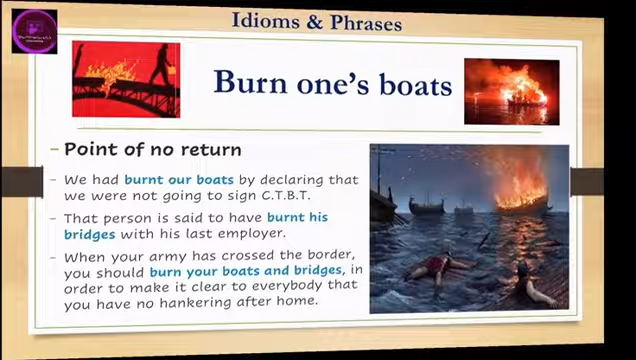 Idioms & Phrases
Burn one's boats
– Point of no return
– We had burnt our boats by declaring that
we were not going to sign C.T.B.T.
– That person is said to have burnt his
bridges with his last employer.
– When your army has crossed the border,
you should burn your boats and bridges, in
order to make it clear to everybody that
you have no hankering after home.